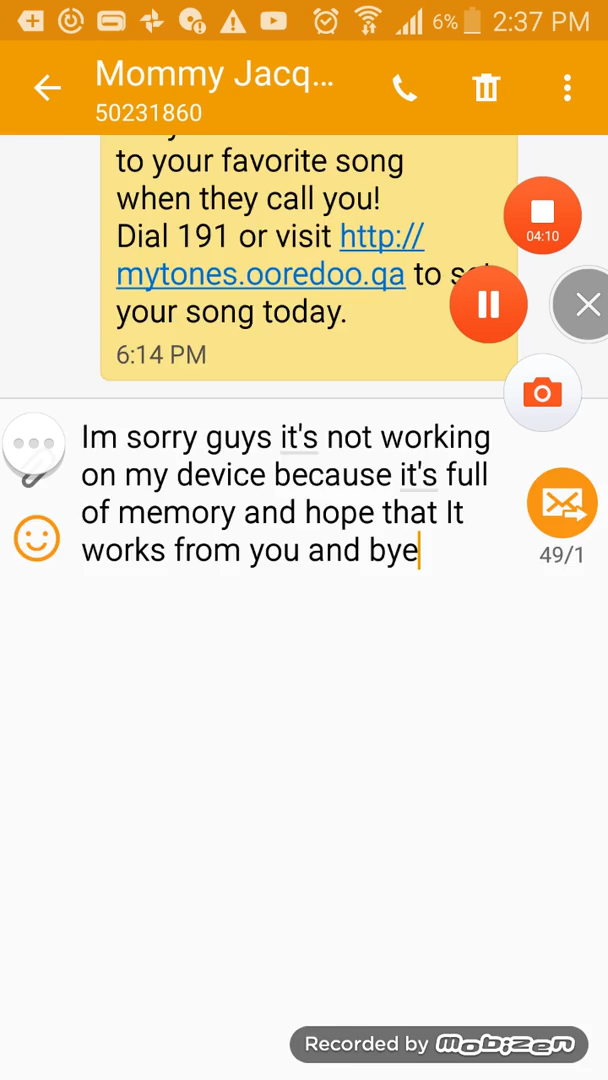 6% 2:37 PM
Mommy Jacq...
50231860
to your favorite song
when they call you!
Dial 191 or visit http://
mytones.ooredoo.qa to
your song today.
6:14 PM
04:10
Im sorry guys it's not working
on my device because it's full
of memory and hope that It
works from you and bye
49/1
Recorded by mobizen